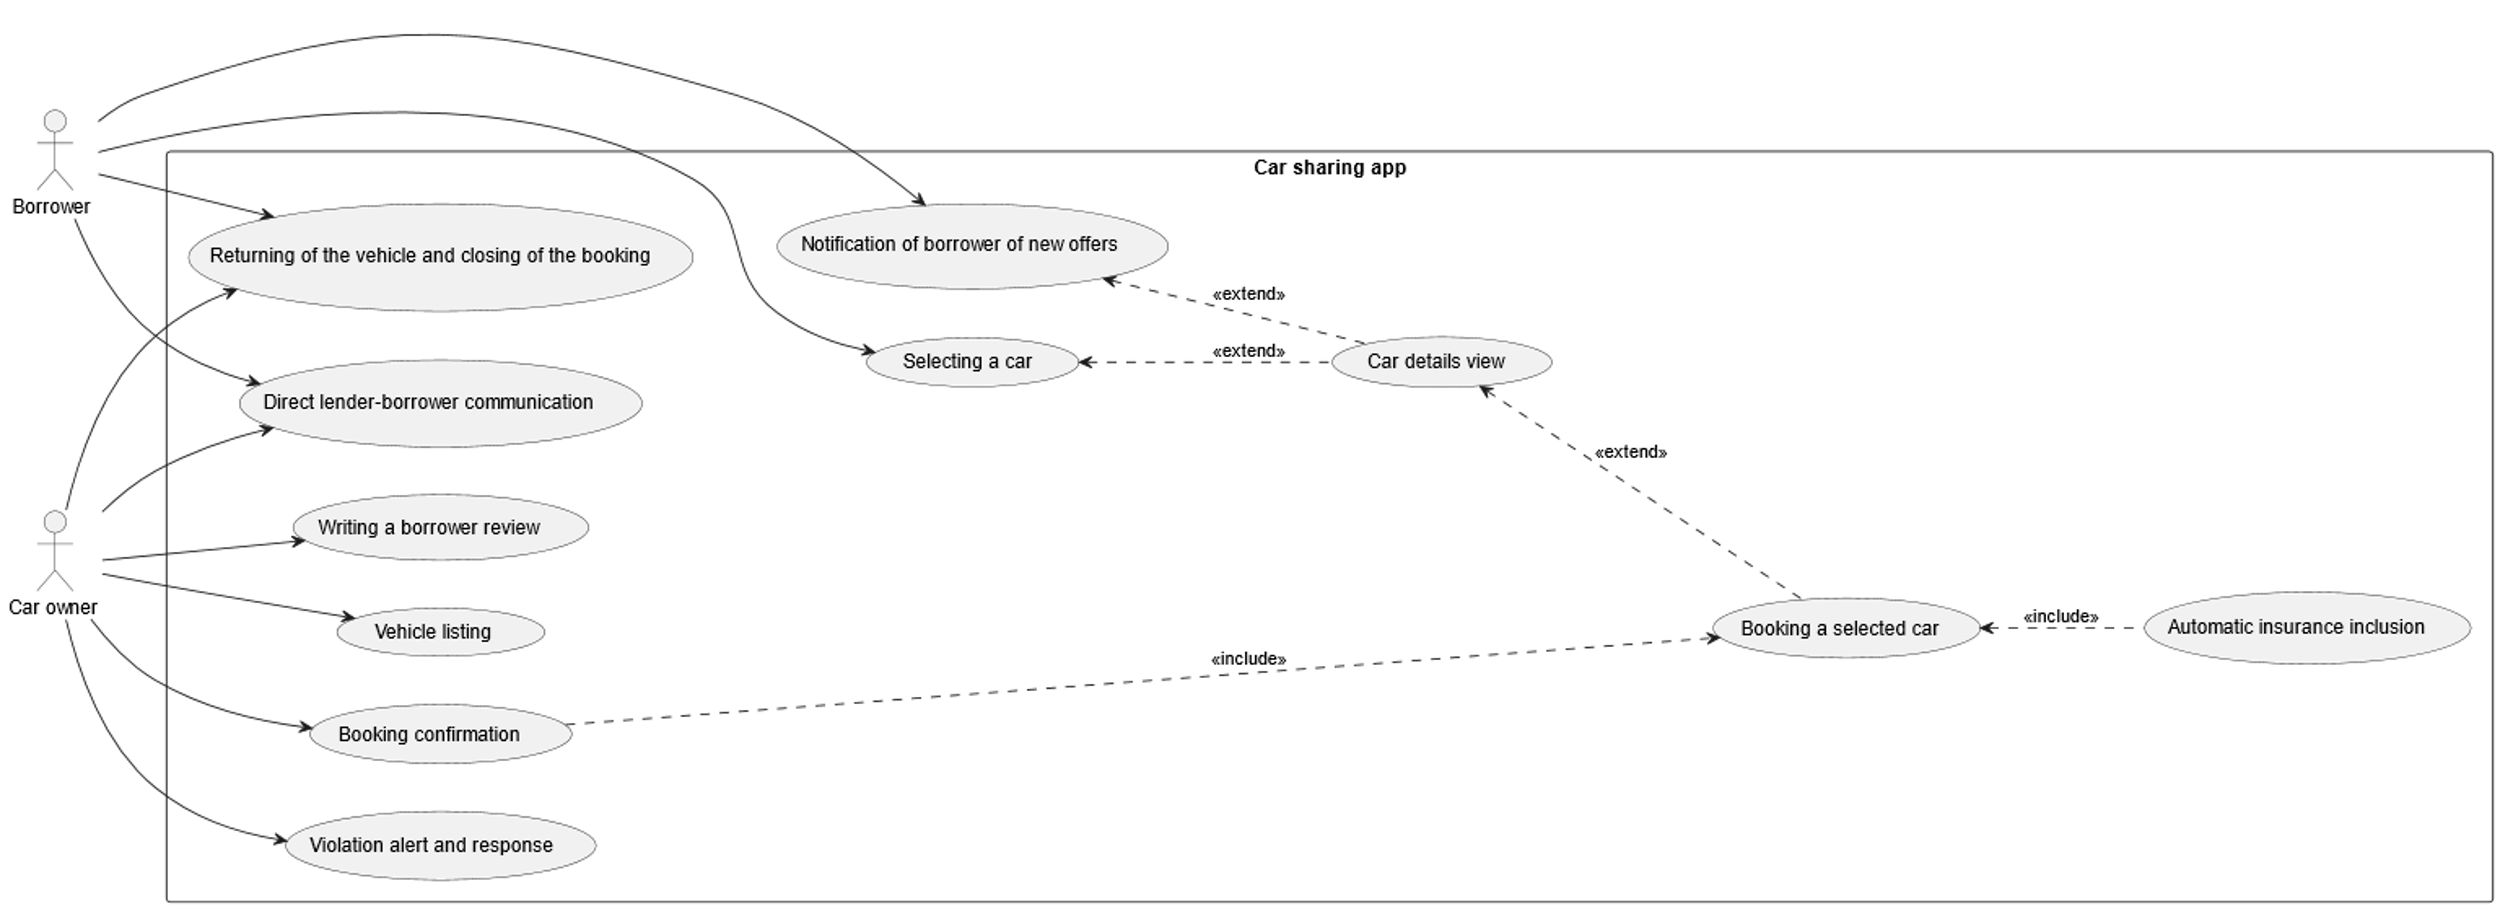 Car sharing app
Borrower
Returning of the vehicle and closing of the booking
Notification of borrower of new offers
«extend»
«extend»
Selecting a car
Car details view
Direct lender-borrower communication
«extend»
Writing a borrower review
Car owner
Vehicle listing
Booking a selected car
«include»
Automatic insurance inclusion
«include»
Booking confirmation
Violation alert and response